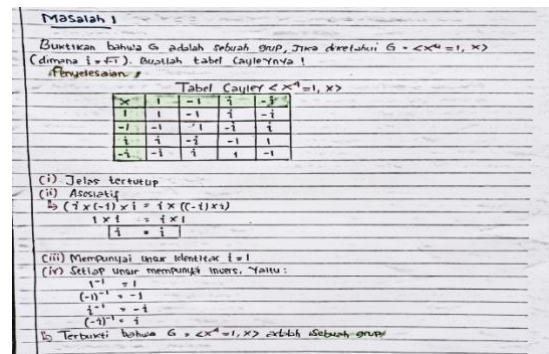 Masalah 1
Buktikan bahwa G adalah sebuah grup, Jika diketahui G = <x⁴ = 1, ×>
(dimana i = √-1). Buatlah tabel Cayleynya !
Penyelesaian :
Tabel Cayley <x⁴ = 1, ×>
× 1 -1 i -i
1 1 -1 i -i
-1 -1 1 -i i
i i -i -1 1
-i -i i 1 -1
(i) Jelas tertutup
(ii) Asosiatif
↳ (i × (-i) × i = i × ((-i) × i)
1 × i = i × 1
i = i
(iii) Mempunyai unsur identitas i = 1
(iv) Setiap unsur mempunyai invers, Yaitu :
1⁻¹ = 1
(-1)⁻¹ = -1
i⁻¹ = -i
(-i)⁻¹ = i
↳ Terbukti bahwa G = <x⁴ = 1, ×> adalah sebuah grup